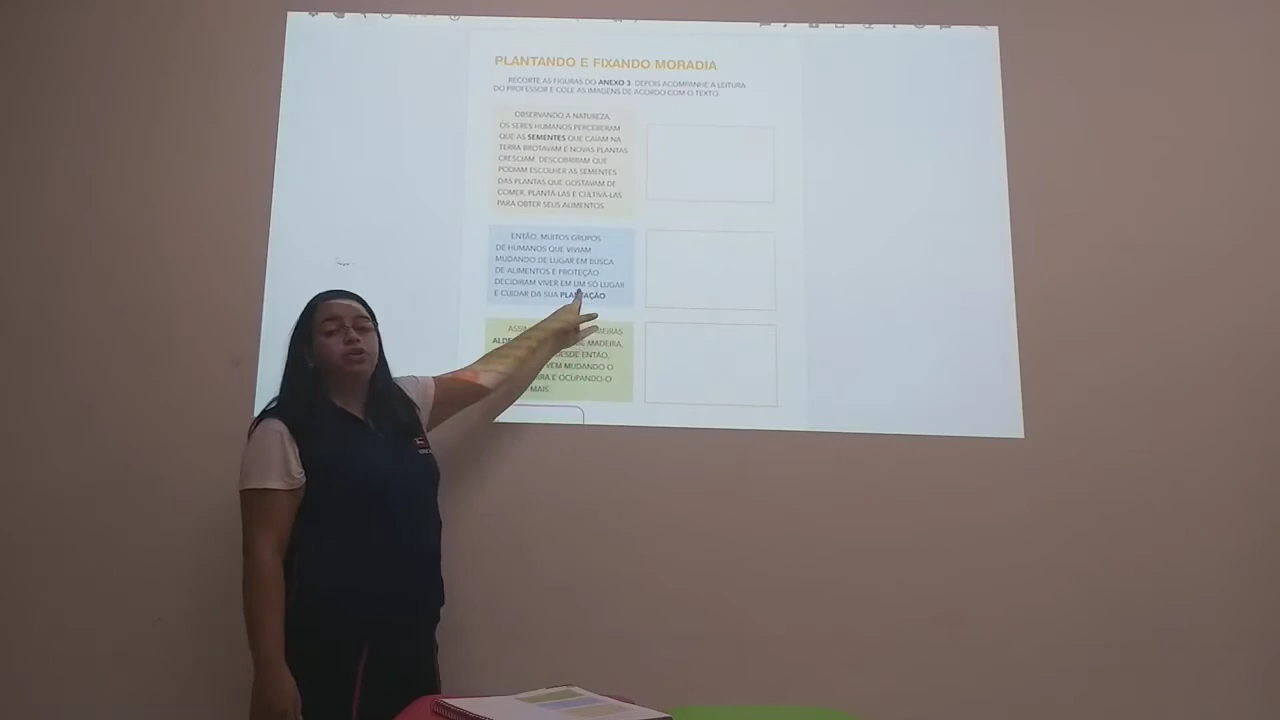 PLANTANDO E FIXANDO MORADIA
RECORTE AS FIGURAS DO ANEXO 3. DEPOIS ACOMPANHE A LEITURA
DO PROFESSOR E COLE AS IMAGENS DE ACORDO COM O TEXTO.
OBSERVANDO A NATUREZA,
OS SERES HUMANOS PERCEBERAM
QUE AS SEMENTES QUE CAÍAM NA
TERRA BROTAVAM E NOVAS PLANTAS
CRESCIAM. DESCOBRIRAM QUE
PODIAM ESCOLHER AS SEMENTES
DAS PLANTAS QUE GOSTAVAM DE
COMER, PLANTÁ-LAS E CULTIVÁ-LAS
PARA OBTER SEUS ALIMENTOS.
ENTÃO, MUITOS GRUPOS
DE HUMANOS QUE VIVIAM
MUDANDO DE LUGAR EM BUSCA
DE ALIMENTOS E PROTEÇÃO
DECIDIRAM VIVER EM UM SÓ LUGAR
E CUIDAR DA SUA PLANTAÇÃO
MADEIRA,
DESDE ENTÃO,
VEM MUDANDO O
E OCUPANDO-O
MAIS.